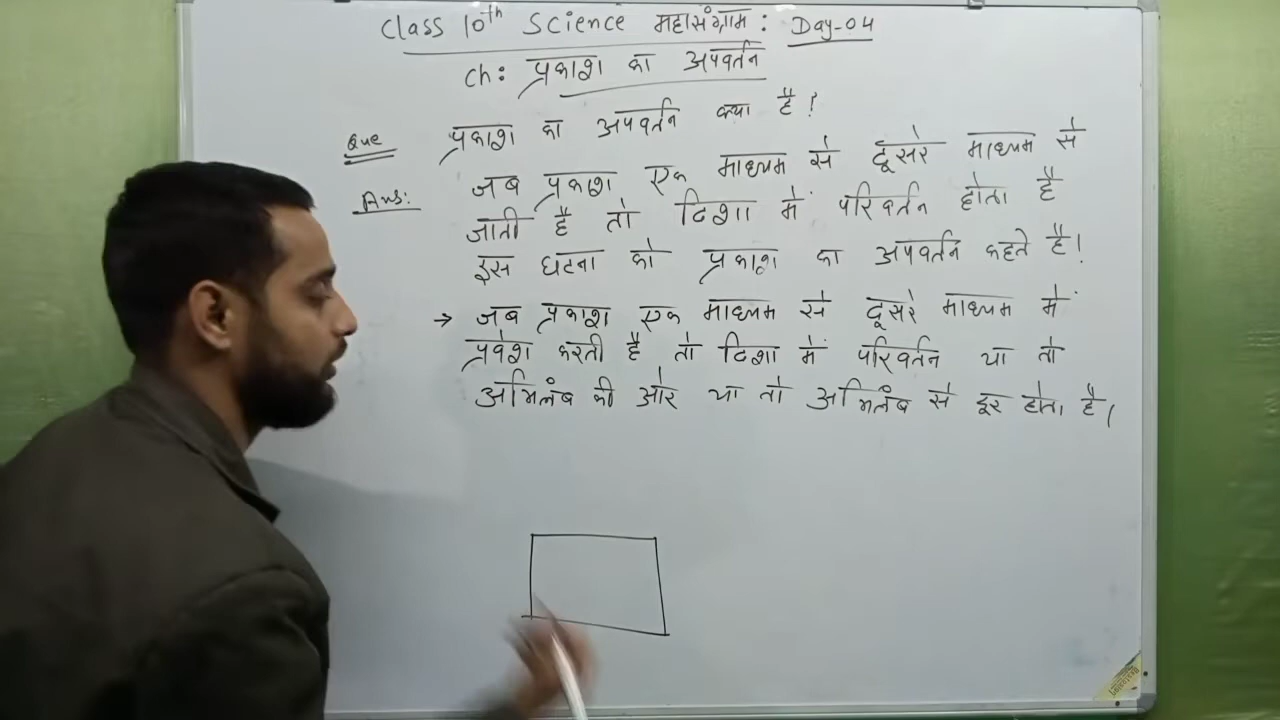 Class 10th Science महासंग्राम : Day-04
Ch: प्रकाश का अपवर्तन
Que प्रकाश का अपवर्तन क्या है !
Ans: जब प्रकाश एक माध्यम से दूसरे माध्यम से
जाती है तो दिशा में परिवर्तन होता है
इस घटना को प्रकाश का अपवर्तन कहते है !
→ जब प्रकाश एक माध्यम से दूसरे माध्यम में
प्रवेश करती है तो दिशा में परिवर्तन या तो
अभिलंब की ओर या तो अभिलंब से दूर होता है।